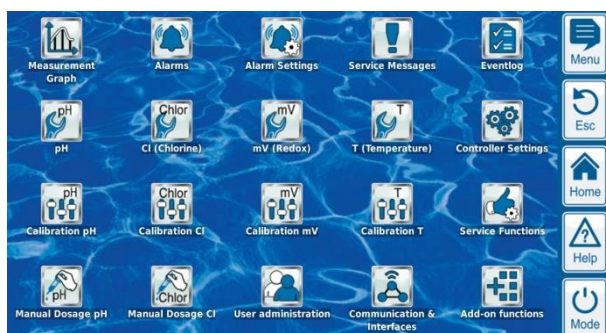 Measurement
Graph
Alarms
Alarm Settings
Service Messages
Eventlog
Menu
pH
pH
Chlor
Cl (Chlorine)
mV
mV (Redox)
T
T (Temperature)
Controller Settings
Esc
pH
Calibration pH
Chlor
Calibration Cl
mV
Calibration mV
T
Calibration T
Service Functions
Home
Help
pH
Manual Dosage pH
Chlor
Manual Dosage Cl
User administration
Communication &
Interfaces
Add-on functions
Mode